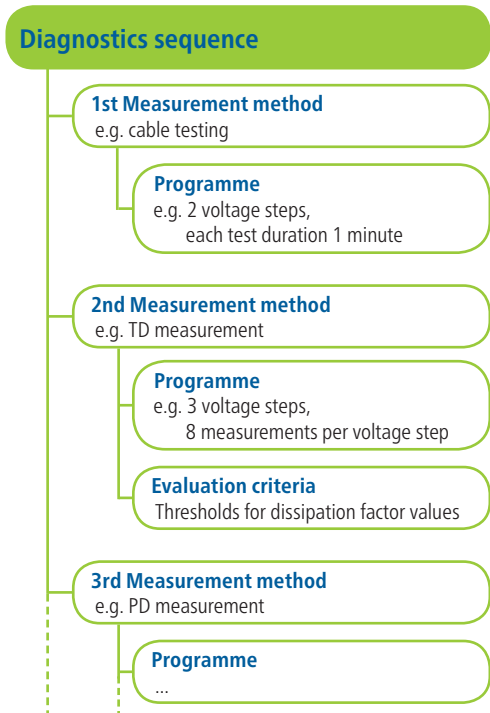 Diagnostics sequence
1st Measurement method
e.g. cable testing
Programme
e.g. 2 voltage steps,
each test duration 1 minute
2nd Measurement method
e.g. TD measurement
Programme
e.g. 3 voltage steps,
8 measurements per voltage step
Evaluation criteria
Thresholds for dissipation factor values
3rd Measurement method
e.g. PD measurement
Programme
...